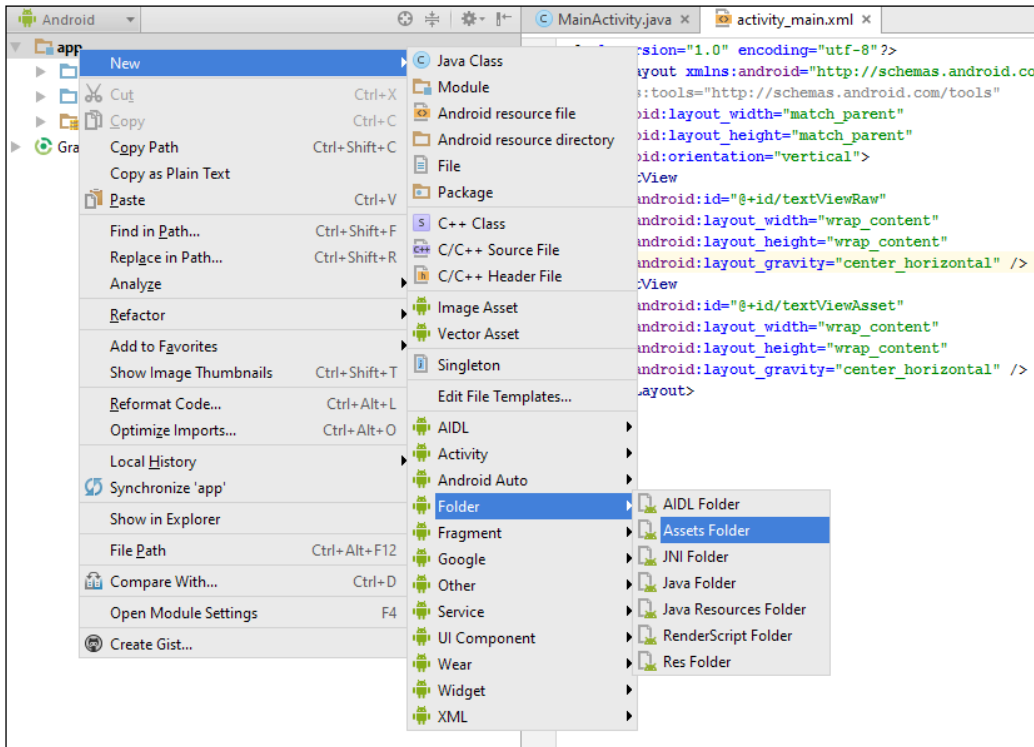 Android
MainActivity.java
activity_main.xml
app
Gra
New
Cut Ctrl+X
Copy Ctrl+C
Copy Path Ctrl+Shift+C
Copy as Plain Text
Paste Ctrl+V
Find in Path... Ctrl+Shift+F
Replace in Path... Ctrl+Shift+R
Analyze
Refactor
Add to Favorites
Show Image Thumbnails Ctrl+Shift+T
Reformat Code... Ctrl+Alt+L
Optimize Imports... Ctrl+Alt+O
Local History
Synchronize 'app'
Show in Explorer
File Path Ctrl+Alt+F12
Compare With... Ctrl+D
Open Module Settings F4
Create Gist...
Java Class
Module
Android resource file
Android resource directory
File
Package
C++ Class
C/C++ Source File
C/C++ Header File
Image Asset
Vector Asset
Singleton
Edit File Templates...
AIDL
Activity
Android Auto
Folder
Fragment
Google
Other
Service
UI Component
Wear
Widget
XML
AIDL Folder
Assets Folder
JNI Folder
Java Folder
Java Resources Folder
RenderScript Folder
Res Folder
rsion="1.0" encoding="utf-8"?>
ayout xmlns:android="http://schemas.android.co
s:tools="http://schemas.android.com/tools"
oid:layout_width="match_parent"
oid:layout_height="match_parent"
oid:orientation="vertical">
tView
android:id="@+id/textViewRaw"
android:layout_width="wrap_content"
android:layout_height="wrap_content"
android:layout_gravity="center_horizontal" />
tView
android:id="@+id/textViewAsset"
android:layout_width="wrap_content"
android:layout_height="wrap_content"
android:layout_gravity="center_horizontal" />
Layout>